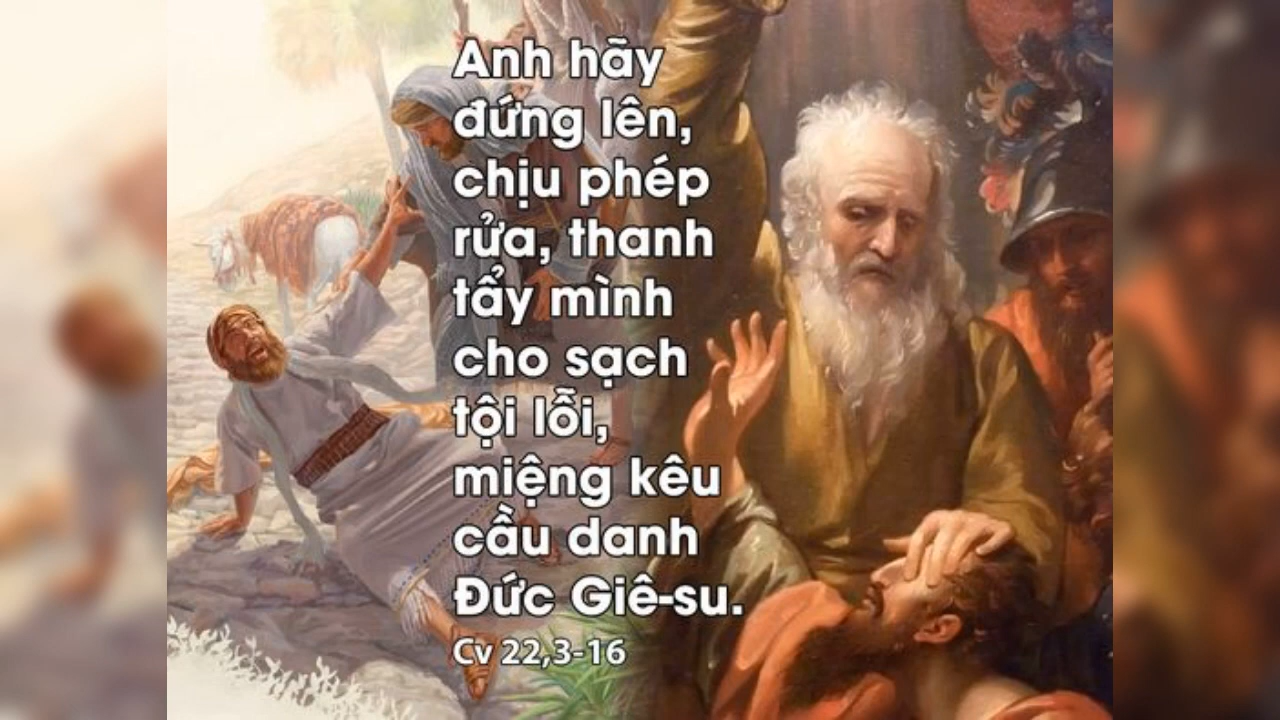 Anh hãy
đứng lên,
chịu phép
rửa, thanh
tẩy mình
cho sạch
tội lỗi,
miệng kêu
cầu danh
Đức Giê-su.
Cv 22,3-16